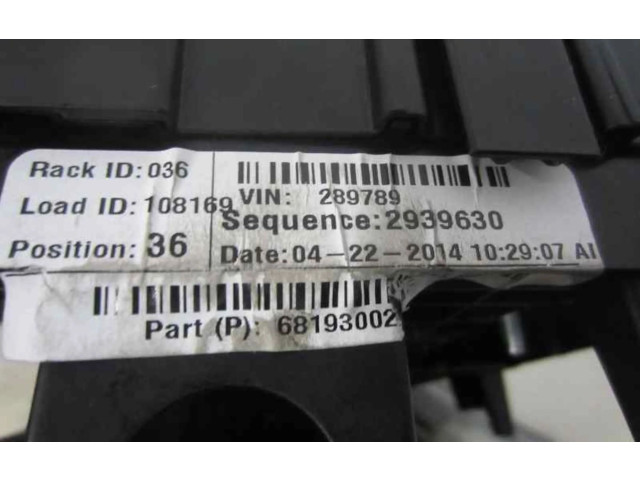 Rack ID: 036
Load ID: 108169
Position: 36
VIN: 289789
Sequence: 2939630
Date: 04-22-2014 10:29:07 A
Part (P): 68193002